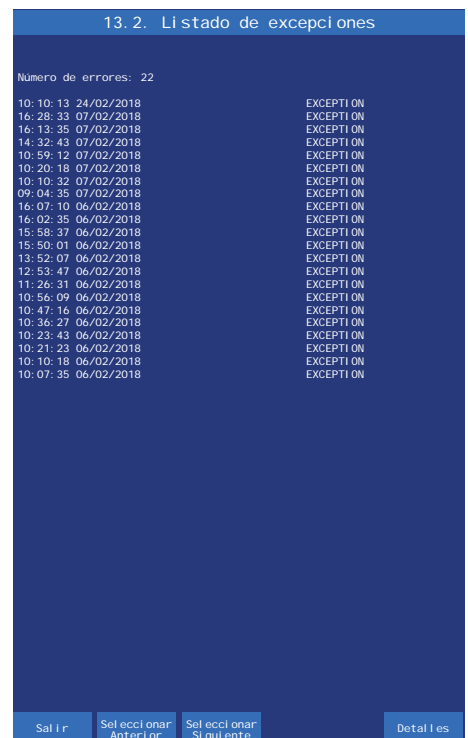 13.2. Listado de excepciones
Número de errores: 22
10:10:13 24/02/2018 EXCEPTION
16:28:33 07/02/2018 EXCEPTION
16:13:35 07/02/2018 EXCEPTION
14:32:43 07/02/2018 EXCEPTION
10:59:12 07/02/2018 EXCEPTION
10:20:18 07/02/2018 EXCEPTION
10:10:32 07/02/2018 EXCEPTION
09:04:35 07/02/2018 EXCEPTION
16:07:10 06/02/2018 EXCEPTION
16:02:35 06/02/2018 EXCEPTION
15:58:37 06/02/2018 EXCEPTION
15:50:01 06/02/2018 EXCEPTION
13:52:07 06/02/2018 EXCEPTION
12:53:47 06/02/2018 EXCEPTION
11:26:31 06/02/2018 EXCEPTION
10:56:09 06/02/2018 EXCEPTION
10:47:16 06/02/2018 EXCEPTION
10:36:27 06/02/2018 EXCEPTION
10:23:43 06/02/2018 EXCEPTION
10:21:23 06/02/2018 EXCEPTION
10:10:18 06/02/2018 EXCEPTION
10:07:35 06/02/2018 EXCEPTION
Salir
Seleccionar
Anterior
Seleccionar
Siguiente
Detalles